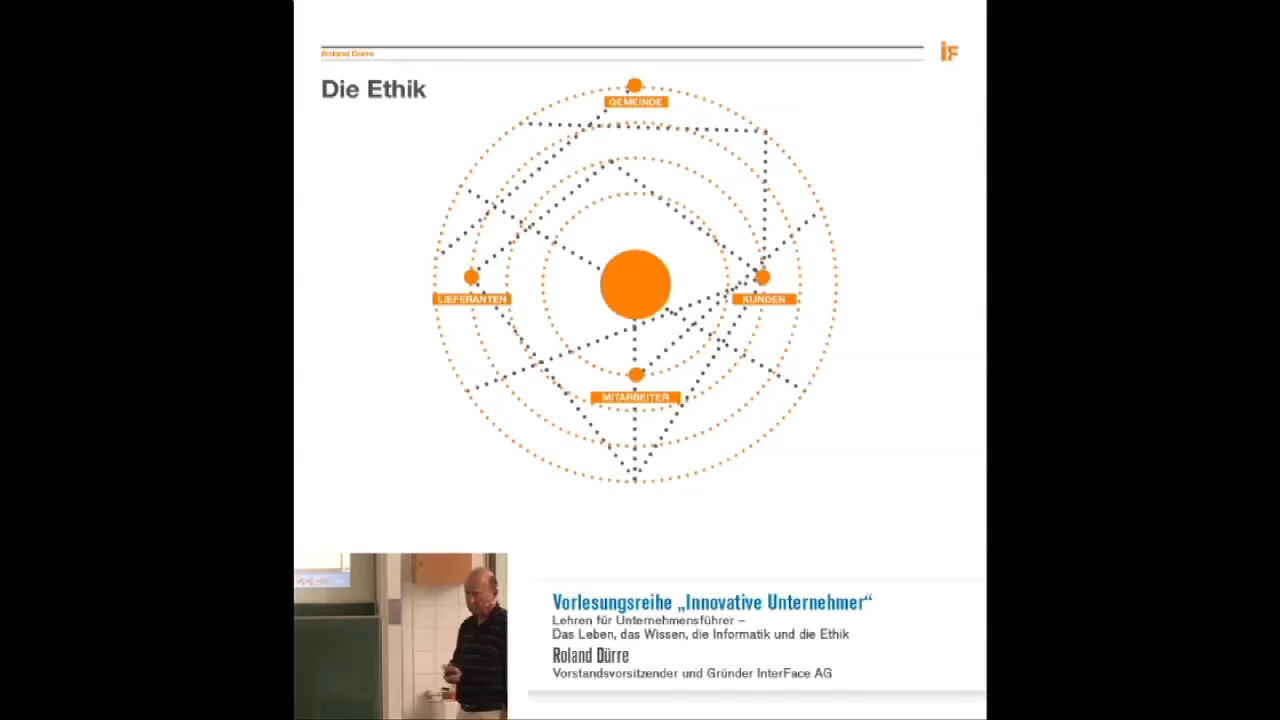 Roland Dürre
iF
Die Ethik
GEMEINDE
LIEFERANTEN
KUNDEN
MITARBEITER
Vorlesungsreihe „Innovative Unternehmer“
Lehren für Unternehmensführer –
Das Leben, das Wissen, die Informatik und die Ethik
Roland Dürre
Vorstandsvorsitzender und Gründer InterFace AG